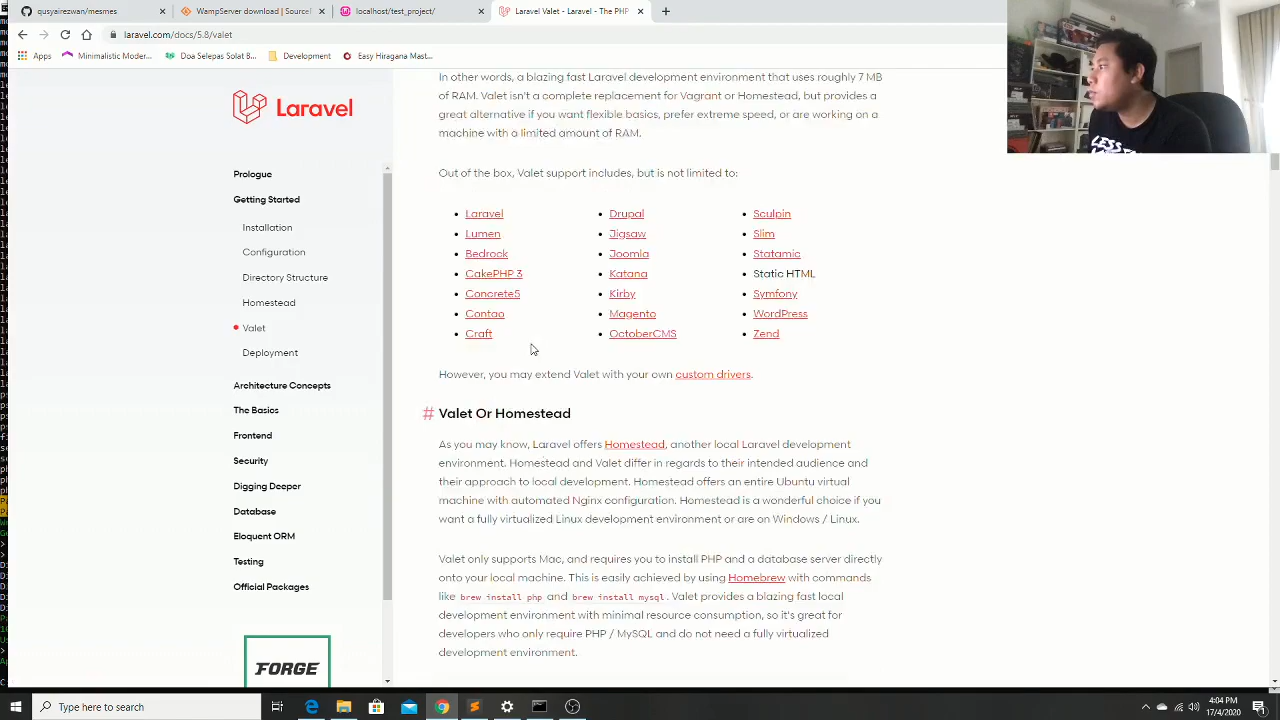 qusyairezwan/mesmes
WampServer download | Sourc
localhost/test_project/
Laravel Valet - Laravel - The PHP
laravel.com/docs/5.8/valet
Apps
Minimalistic Moder...
Doa Selepas Solat B...
Development
Easy Hiragana Mast...
Laravel
Prologue
Getting Started
Installation
Configuration
Directory Structure
Homestead
Valet
Deployment
Architecture Concepts
The Basics
Frontend
Security
Digging Deeper
Database
Eloquent ORM
Testing
Official Packages
FORGE
In other words, a blazing fast Laravel development environment that uses roughly 7 MB
of RAM. Valet isn't a complete replacement for Vagrant or Homestead, but provides a
great alternative if you want flexible basics, prefer extreme speed, or are working on a
machine with a limited amount of RAM.
Out of the box, Valet support includes, but is not limited to:
Laravel
Lumen
Bedrock
CakePHP 3
Concrete5
Contao
Craft
Drupal
Jigsaw
Joomla
Katana
Kirby
Magento
OctoberCMS
Sculpin
Slim
Statamic
Static HTML
Symfony
WordPress
Zend
However, you may extend Valet with your own custom drivers.
# Valet Or Homestead
As you may know, Laravel offers Homestead, another local Laravel development
environment. Homestead and Valet differ in regards to their intended audience and
their approach to local development. Homestead offers an entire Ubuntu virtual
machine with automated Nginx configuration. Homestead is a wonderful choice if you
want a fully virtualized Linux development environment or are on Windows / Linux.
Valet only supports Mac, and requires you to install PHP and a database server directly
onto your local machine. This is easily achieved by using Homebrew with commands
like brew install php and brew install mysql. Valet provides a blazing fast local
development environment with minimal resource consumption, so it's great for
developers who only require PHP / MySQL and do not need a fully virtualized
development environment.
Type here to search
4:04 PM
17/4/2020